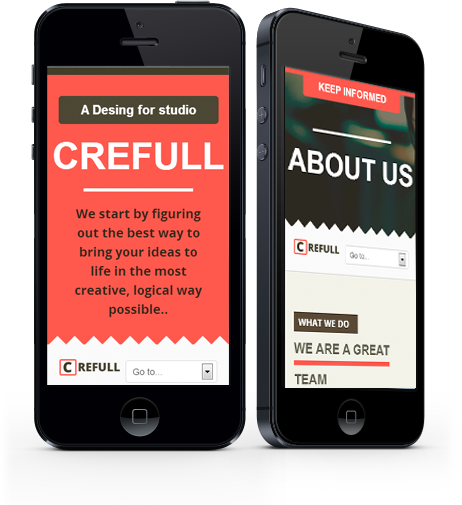 A Desing for studio
CREFULL
We start by figuring
out the best way to
bring your ideas to
life in the most
creative, logical way
possible..
CREFULL
Go to...
KEEP INFORMED
ABOUT US
CREFULL
Go to...
WHAT WE DO
WE ARE A GREAT
TEAM